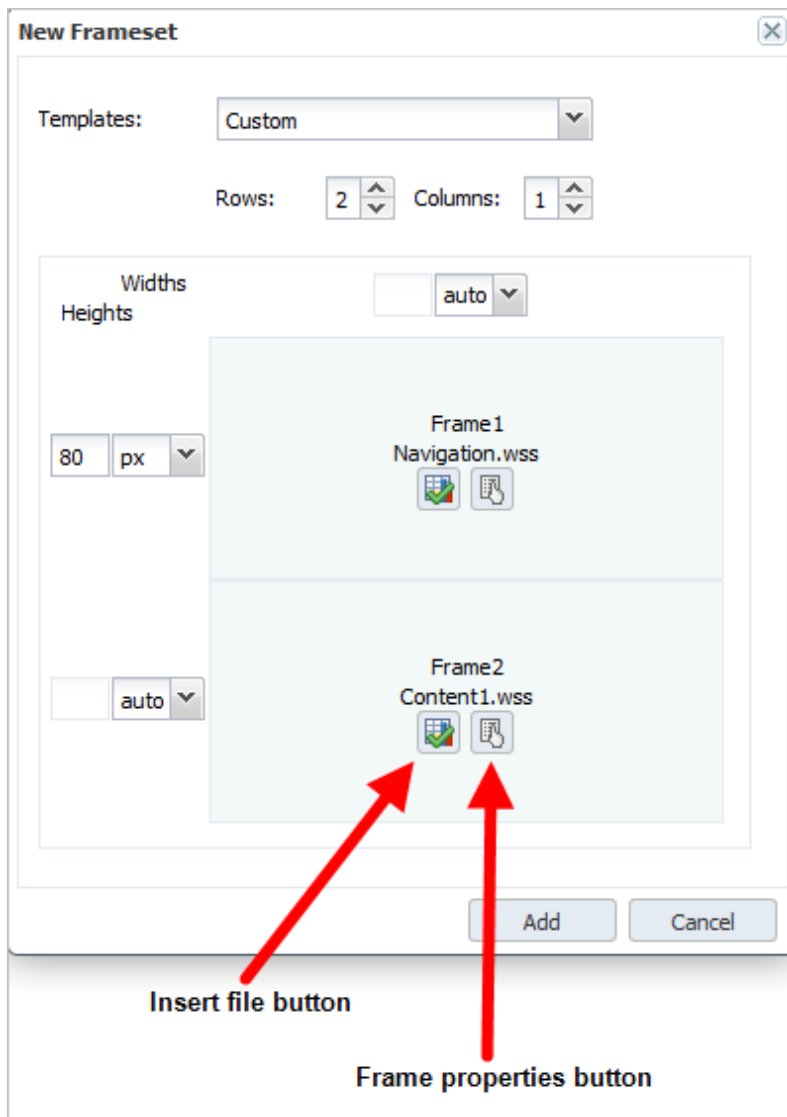 New Frameset
Templates: Custom
Rows: 2 Columns: 1
Widths
Heights
auto
Frame1
Navigation.wss
80 px
Frame2
Content1.wss
auto
Add Cancel
Insert file button
Frame properties button